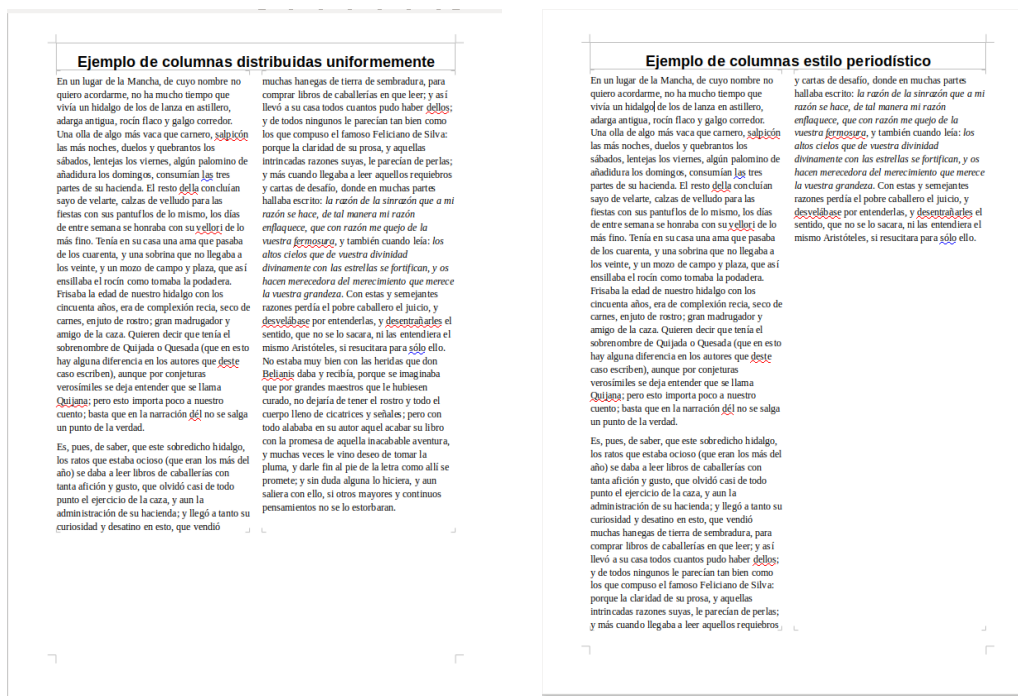 Ejemplo de columnas distribuidas uniformemente
En un lugar de la Mancha, de cuyo nombre no
quiero acordarme, no ha mucho tiempo que
vivía un hidalgo de los de lanza en astillero,
adarga antigua, rocín flaco y galgo corredor.
Una olla de algo más vaca que carnero, salpicón
las más noches, duelos y quebrantos los
sábados, lentejas los viernes, algún palomino de
añadidura los domingos, consumían las tres
partes de su hacienda. El resto della concluían
sayo de velarte, calzas de velludo para las
fiestas con sus pantuflos de lo mismo, los días
de entre semana se honraba con su vellori de lo
más fino. Tenía en su casa una ama que pasaba
de los cuarenta, y una sobrina que no llegaba a
los veinte, y un mozo de campo y plaza, que así
ensillaba el rocín como tomaba la podadera.
Frisaba la edad de nuestro hidalgo con los
cincuenta años, era de complexión recia, seco de
carnes, enjuto de rostro; gran madrugador y
amigo de la caza. Quieren decir que tenía el
sobrenombre de Quijada o Quesada (que en esto
hay alguna diferencia en los autores que deste
caso escriben), aunque por conjeturas
verosímiles se deja entender que se llama
Quijana; pero esto importa poco a nuestro
cuento; basta que en la narración dél no se salga
un punto de la verdad.
Es, pues, de saber, que este sobredicho hidalgo,
los ratos que estaba ocioso (que eran los más del
año) se daba a leer libros de caballerías con
tanta afición y gusto, que olvidó casi de todo
punto el ejercicio de la caza, y aun la
administración de su hacienda; y llegó a tanto su
curiosidad y desatino en esto, que vendió
muchas hanegas de tierra de sembradura, para
comprar libros de caballerías en que leer; y así
llevó a su casa todos cuantos pudo haber dellos;
y de todos ningunos le parecían tan bien como
los que compuso el famoso Feliciano de Silva:
porque la claridad de su prosa, y aquellas
intrincadas razones suyas, le parecían de perlas;
y más cuando llegaba a leer aquellos requiebros
y cartas de desafío, donde en muchas partes
hallaba escrito: la razón de la sinrazón que a mi
razón se hace, de tal manera mi razón
enflaquece, que con razón me quejo de la
vuestra fermosura, y también cuando leía: los
altos cielos que de vuestra divinidad
divinamente con las estrellas se fortifican, y os
hacen merecedora del merecimiento que merece
la vuestra grandeza. Con estas y semejantes
razones perdía el pobre caballero el juicio, y
desvelábase por entenderlas, y desentrañarles el
sentido, que no se lo sacara, ni las entendiera el
mismo Aristóteles, si resucitara para sólo ello.
No estaba muy bien con las heridas que don
Belianis daba y recibía, porque se imaginaba
que por grandes maestros que le hubiesen
curado, no dejaría de tener el rostro y todo el
cuerpo lleno de cicatrices y señales; pero con
todo alababa en su autor aquel acabar su libro
con la promesa de aquella inacabable aventura,
y muchas veces le vino deseo de tomar la
pluma, y darle fin al pie de la letra como allí se
promete; y sin duda alguna lo hiciera, y aun
saliera con ello, si otros mayores y continuos
pensamientos no se lo estorbaran.
Ejemplo de columnas estilo periodístico
En un lugar de la Mancha, de cuyo nombre no
quiero acordarme, no ha mucho tiempo que
vivía un hidalgo de los de lanza en astillero,
adarga antigua, rocín flaco y galgo corredor.
Una olla de algo más vaca que carnero, salpicón
las más noches, duelos y quebrantos los
sábados, lentejas los viernes, algún palomino de
añadidura los domingos, consumían las tres
partes de su hacienda. El resto della concluían
sayo de velarte, calzas de velludo para las
fiestas con sus pantuflos de lo mismo, los días
de entre semana se honraba con su vellori de lo
más fino. Tenía en su casa una ama que pasaba
de los cuarenta, y una sobrina que no llegaba a
los veinte, y un mozo de campo y plaza, que así
ensillaba el rocín como tomaba la podadera.
Frisaba la edad de nuestro hidalgo con los
cincuenta años, era de complexión recia, seco de
carnes, enjuto de rostro; gran madrugador y
amigo de la caza. Quieren decir que tenía el
sobrenombre de Quijada o Quesada (que en esto
hay alguna diferencia en los autores que deste
caso escriben), aunque por conjeturas
verosímiles se deja entender que se llama
Quijana; pero esto importa poco a nuestro
cuento; basta que en la narración dél no se salga
un punto de la verdad.
Es, pues, de saber, que este sobredicho hidalgo,
los ratos que estaba ocioso (que eran los más del
año) se daba a leer libros de caballerías con
tanta afición y gusto, que olvidó casi de todo
punto el ejercicio de la caza, y aun la
administración de su hacienda; y llegó a tanto su
curiosidad y desatino en esto, que vendió
muchas hanegas de tierra de sembradura, para
comprar libros de caballerías en que leer; y así
llevó a su casa todos cuantos pudo haber dellos;
y de todos ningunos le parecían tan bien como
los que compuso el famoso Feliciano de Silva:
porque la claridad de su prosa, y aquellas
intrincadas razones suyas, le parecían de perlas;
y más cuando llegaba a leer aquellos requiebros
y cartas de desafío, donde en muchas partes
hallaba escrito: la razón de la sinrazón que a mi
razón se hace, de tal manera mi razón
enflaquece, que con razón me quejo de la
vuestra fermosura, y también cuando leía: los
altos cielos que de vuestra divinidad
divinamente con las estrellas se fortifican, y os
hacen merecedora del merecimiento que merece
la vuestra grandeza. Con estas y semejantes
razones perdía el pobre caballero el juicio, y
desvelábase por entenderlas, y desentrañarles el
sentido, que no se lo sacara, ni las entendiera el
mismo Aristóteles, si resucitara para sólo ello.